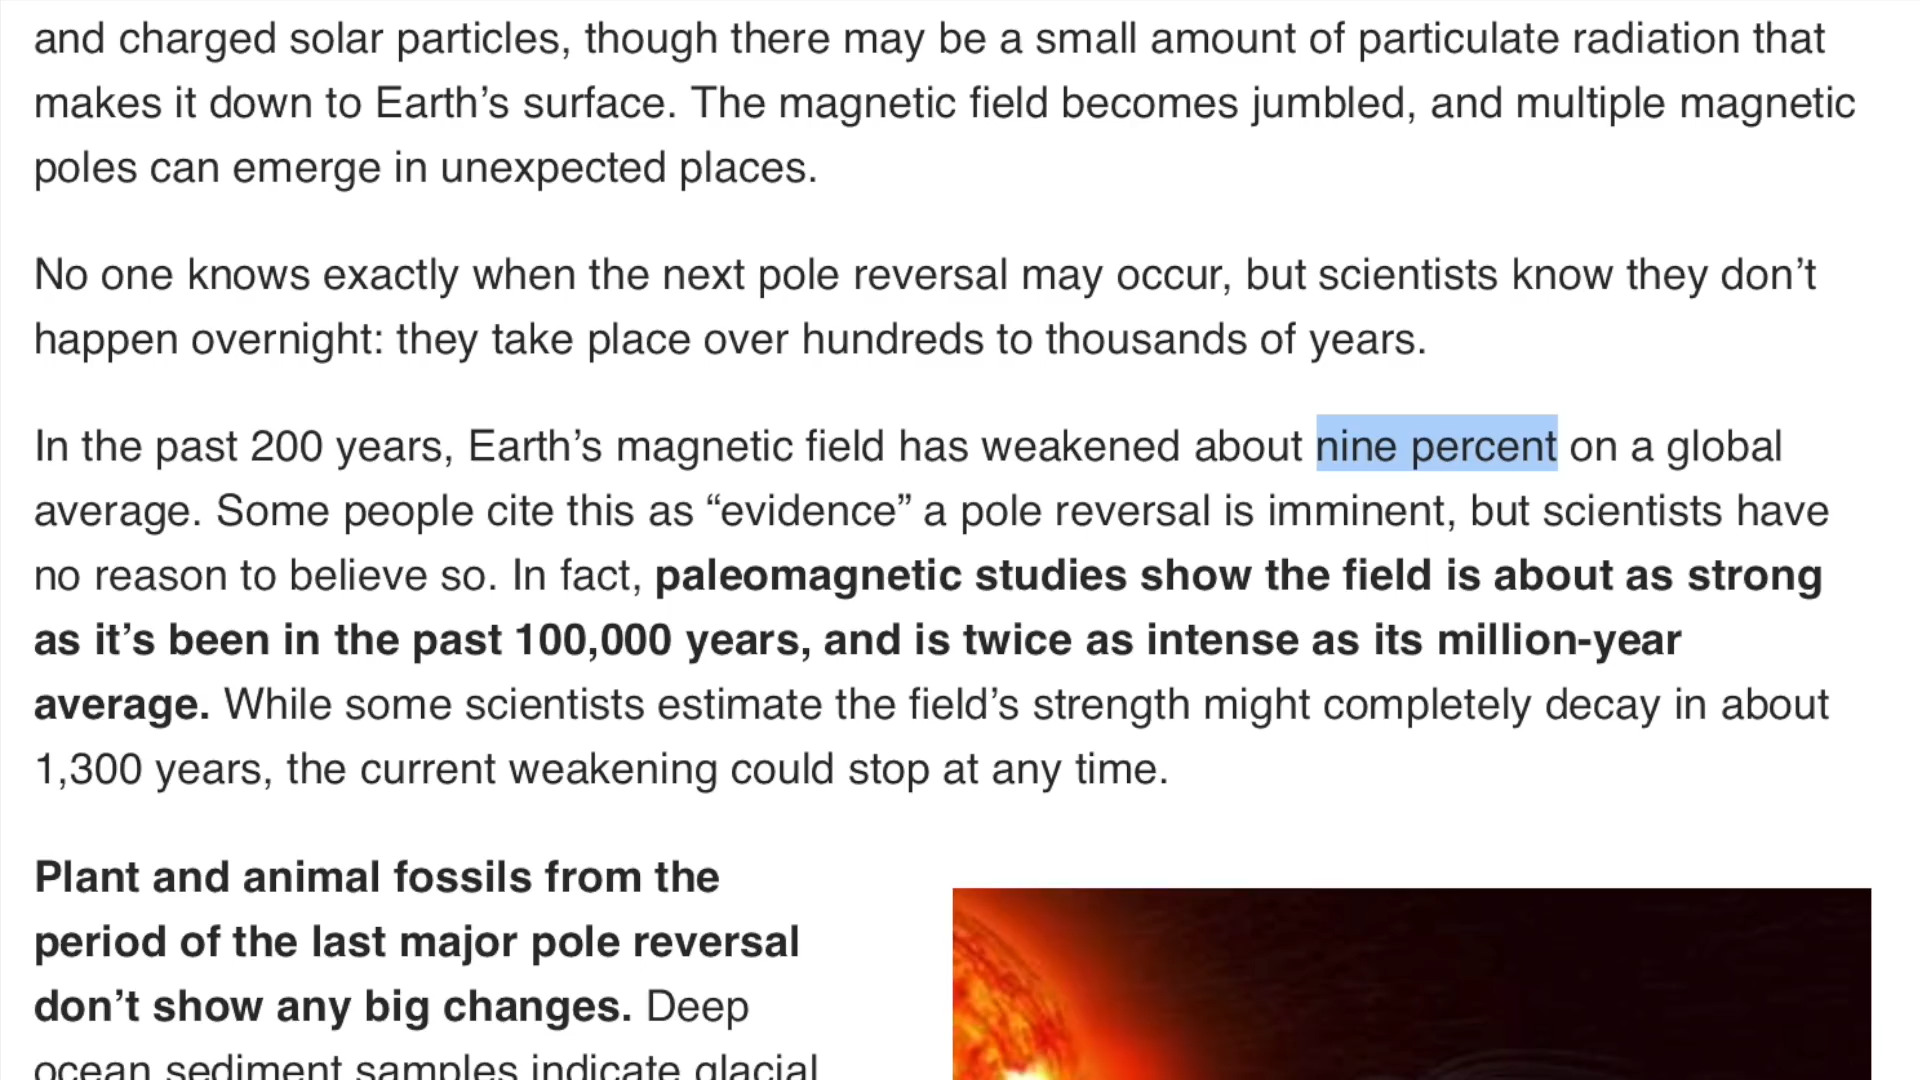 and charged solar particles, though there may be a small amount of particulate radiation that
makes it down to Earth’s surface. The magnetic field becomes jumbled, and multiple magnetic
poles can emerge in unexpected places.
No one knows exactly when the next pole reversal may occur, but scientists know they don’t
happen overnight: they take place over hundreds to thousands of years.
In the past 200 years, Earth’s magnetic field has weakened about nine percent on a global
average. Some people cite this as “evidence” a pole reversal is imminent, but scientists have
no reason to believe so. In fact, paleomagnetic studies show the field is about as strong
as it’s been in the past 100,000 years, and is twice as intense as its million-year
average. While some scientists estimate the field’s strength might completely decay in about
1,300 years, the current weakening could stop at any time.
Plant and animal fossils from the
period of the last major pole reversal
don’t show any big changes. Deep
ocean sediment samples indicate glacial